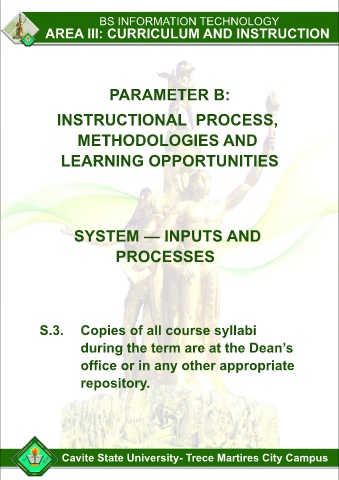 BS INFORMATION TECHNOLOGY
AREA III: CURRICULUM AND INSTRUCTION
PARAMETER B:
INSTRUCTIONAL PROCESS,
METHODOLOGIES AND
LEARNING OPPORTUNITIES
SYSTEM — INPUTS AND
PROCESSES
S.3. Copies of all course syllabi
during the term are at the Dean's
office or in any other appropriate
repository.
Cavite State University- Trece Martires City Campus